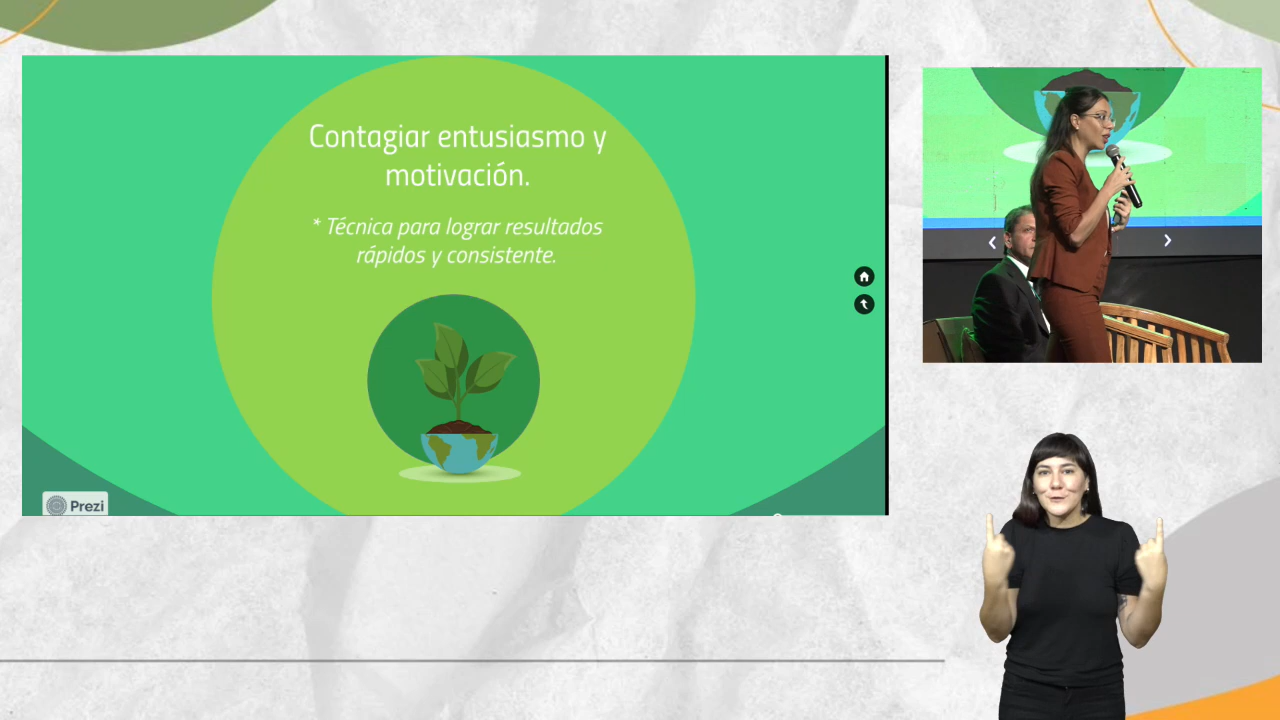 Contagiar entusiasmo y
motivación.
* Técnica para lograr resultados
rápidos y consistente.
Prezi